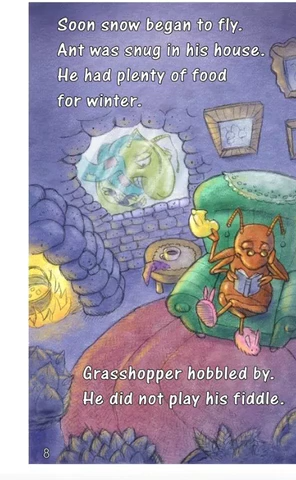 Soon snow began to fly.
Ant was snug in his house.
He had plenty of food
for winter.
Grasshopper hobbled by.
He did not play his fiddle.
8